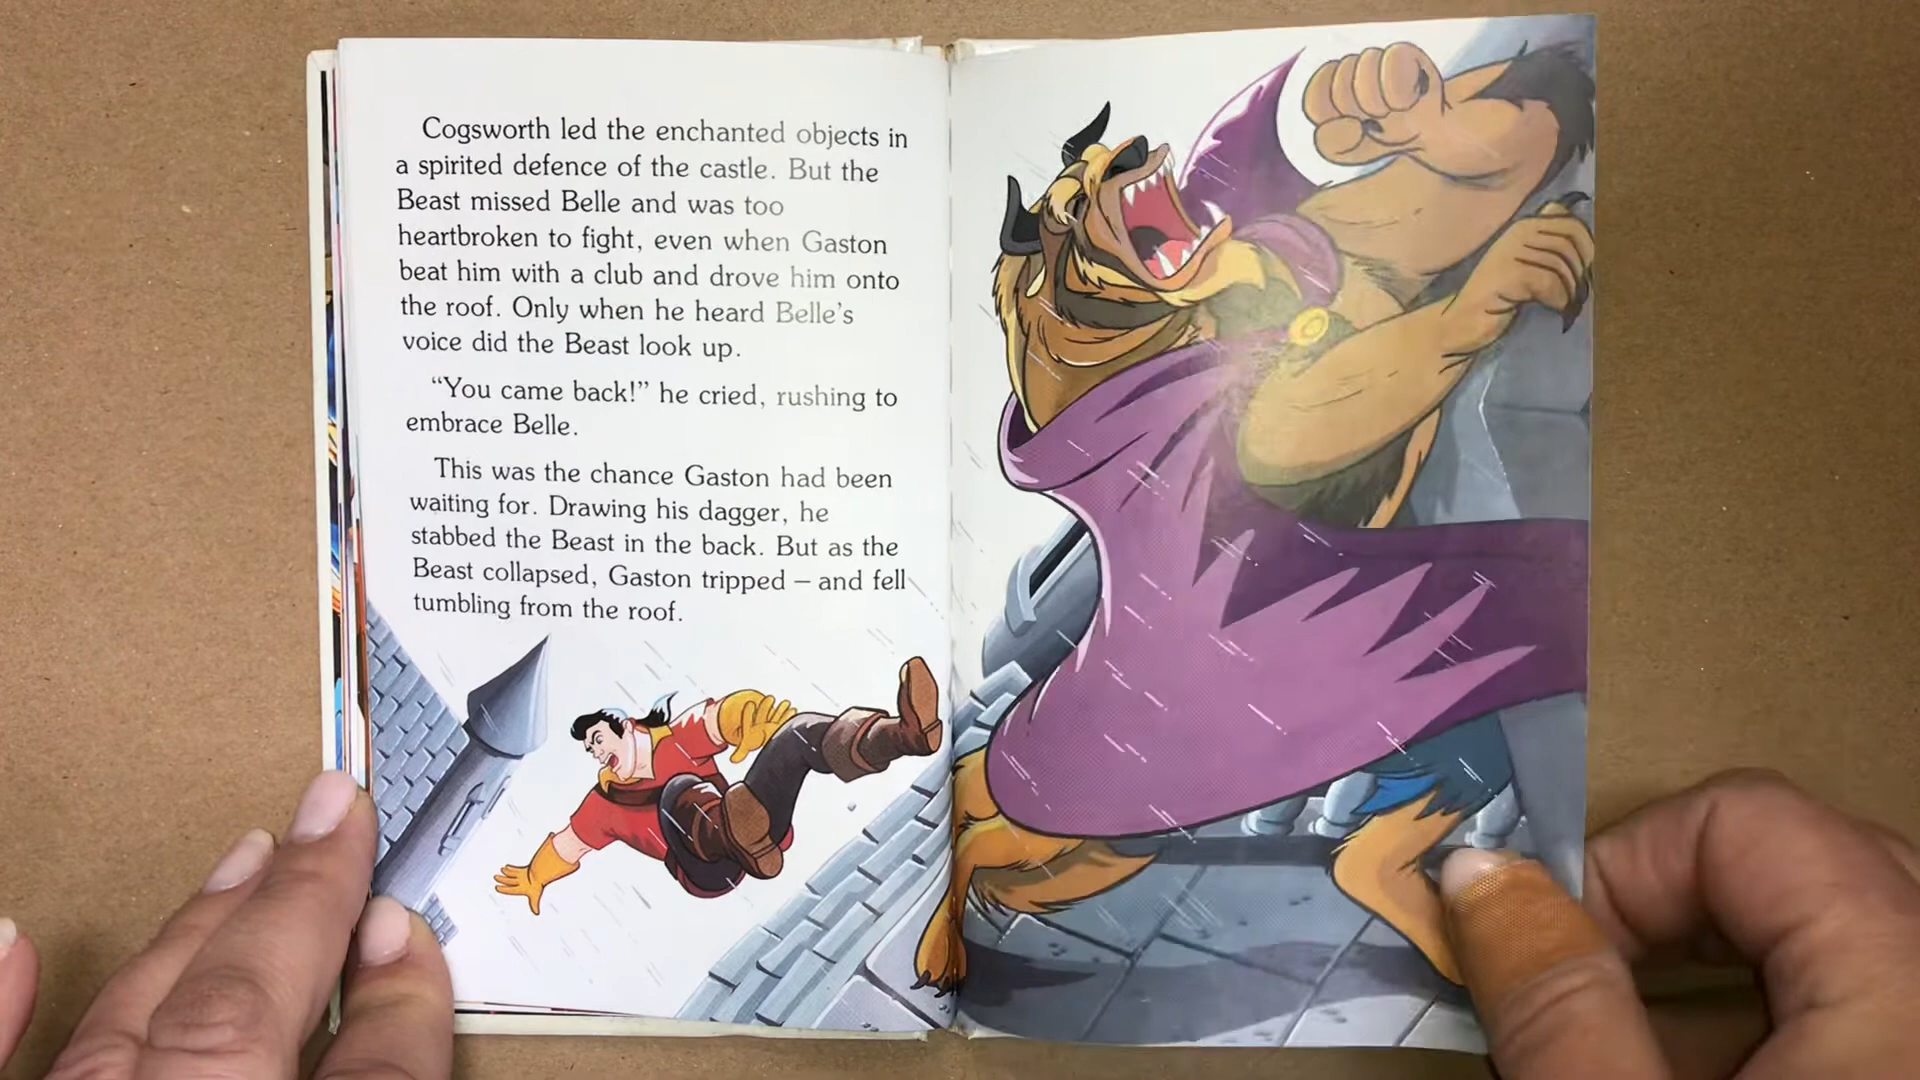 Cogsworth led the enchanted objects in
a spirited defence of the castle. But the
Beast missed Belle and was too
heartbroken to fight, even when Gaston
beat him with a club and drove him onto
the roof. Only when he heard Belle's
voice did the Beast look up.
“You came back!” he cried, rushing to
embrace Belle.
This was the chance Gaston had been
waiting for. Drawing his dagger, he
stabbed the Beast in the back. But as the
Beast collapsed, Gaston tripped – and fell
tumbling from the roof.